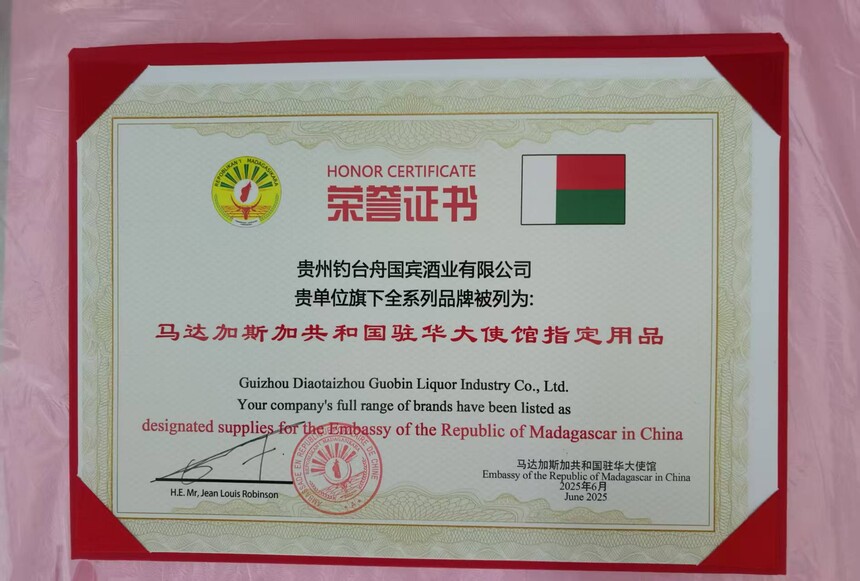 REPOBLIKAN'I MADAGASIKARA
HONOR CERTIFICATE
荣誉证书
贵州钓台舟国宾酒业有限公司
贵单位旗下全系列品牌被列为:
马达加斯加共和国驻华大使馆指定用品
Guizhou Diaotaizhou Guobin Liquor Industry Co., Ltd.
Your company's full range of brands have been listed as
designated supplies for the Embassy of the Republic of Madagascar in China
H.E. Mr, Jean Louis Robinson
马达加斯加共和国驻华大使馆
Embassy of the Republic of Madagascar in China
2025年6月
June 2025